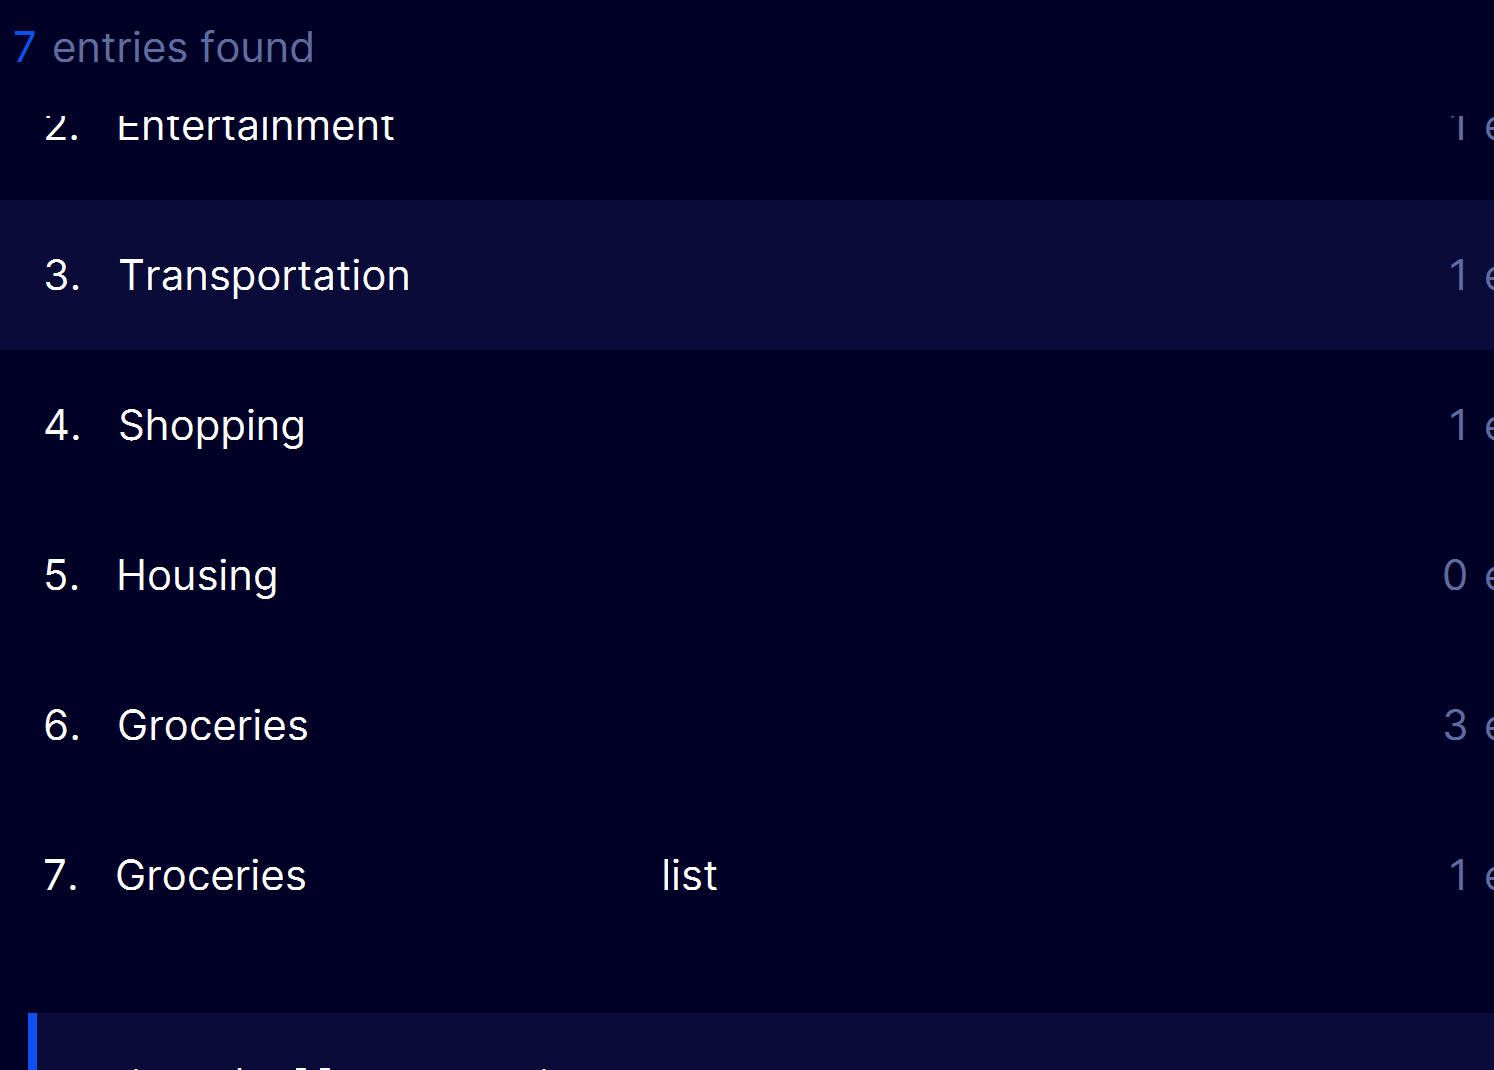 7 entries found
2. Entertainment 1
3. Transportation 1
4. Shopping 1
5. Housing 0
6. Groceries 3
7. Groceries list 1